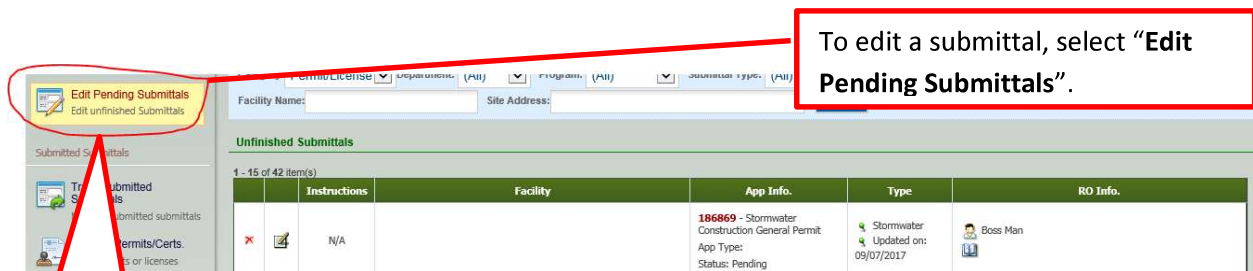 To edit a submittal, select “Edit
Pending Submittals”.
Permit/License Department: (All) Program: (All) Submittal Type: (All)
Edit Pending Submittals
Edit unfinished Submittals
Facility Name: Site Address:
Submitted
Unfinished Submittals
1 - 15 of 42 item(s)
Instructions Facility App Info. Type RO Info.
submitted submittals
Permits/Certs.
or licenses
N/A
186869 - Stormwater
Construction General Permit
App Type:
Status: Pending
Stormwater
Updated on:
09/07/2017
Boss Man